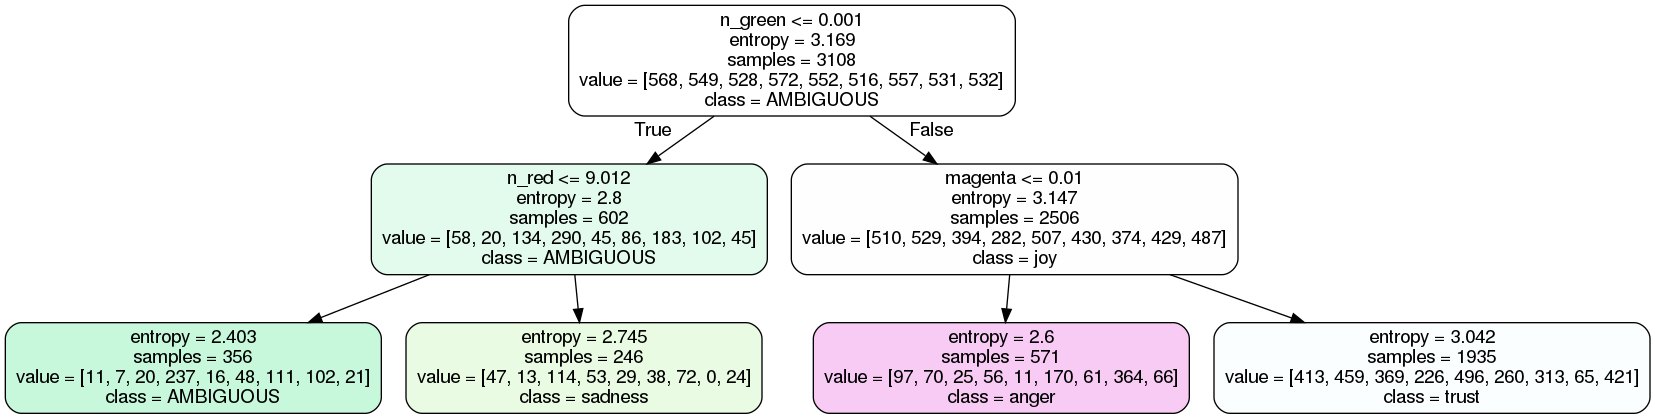 n_green <= 0.001
entropy = 3.169
samples = 3108
value = [568, 549, 528, 572, 552, 516, 557, 531, 532]
class = AMBIGUOUS
True
False
n_red <= 9.012
entropy = 2.8
samples = 602
value = [58, 20, 134, 290, 45, 86, 183, 102, 45]
class = AMBIGUOUS
magenta <= 0.01
entropy = 3.147
samples = 2506
value = [510, 529, 394, 282, 507, 430, 374, 429, 487]
class = joy
entropy = 2.403
samples = 356
value = [11, 7, 20, 237, 16, 48, 111, 102, 21]
class = AMBIGUOUS
entropy = 2.745
samples = 246
value = [47, 13, 114, 53, 29, 38, 72, 0, 24]
class = sadness
entropy = 2.6
samples = 571
value = [97, 70, 25, 56, 11, 170, 61, 364, 66]
class = anger
entropy = 3.042
samples = 1935
value = [413, 459, 369, 226, 496, 260, 313, 65, 421]
class = trust